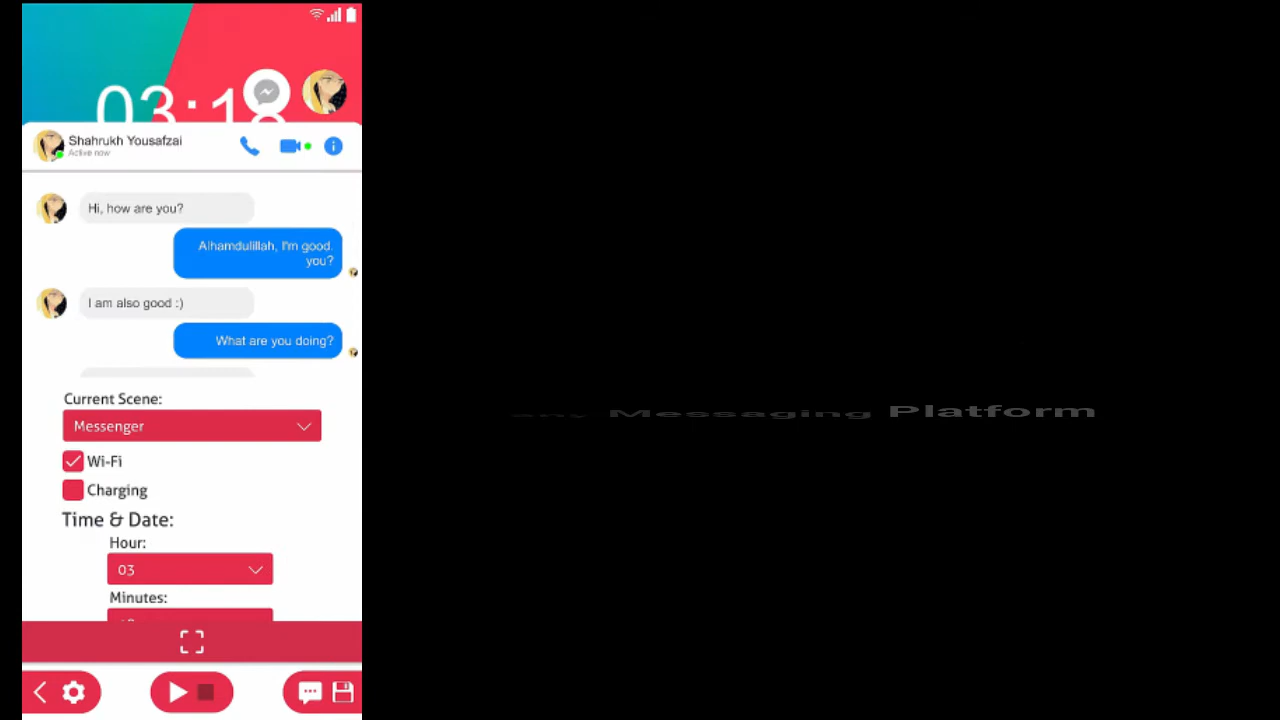 03:18
Shahrukh Yousafzai
Active now
Hi, how are you?
Alhamdulillah, I'm good.
you?
I am also good :)
What are you doing?
Current Scene:
Messenger
Wi-Fi
Charging
Time & Date:
Hour:
03
Minutes:
any Messaging Platform